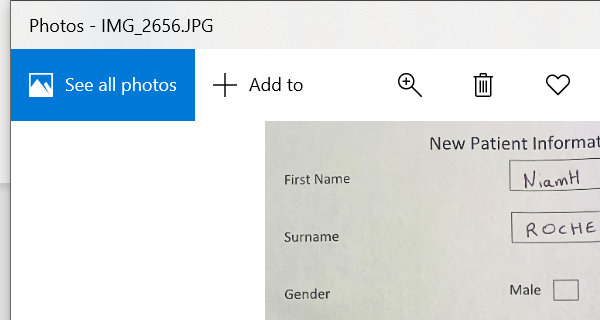 Photos - IMG_2656.JPG
See all photos
Add to
New Patient Informat
First Name NiamH
Surname ROCHE
Gender Male